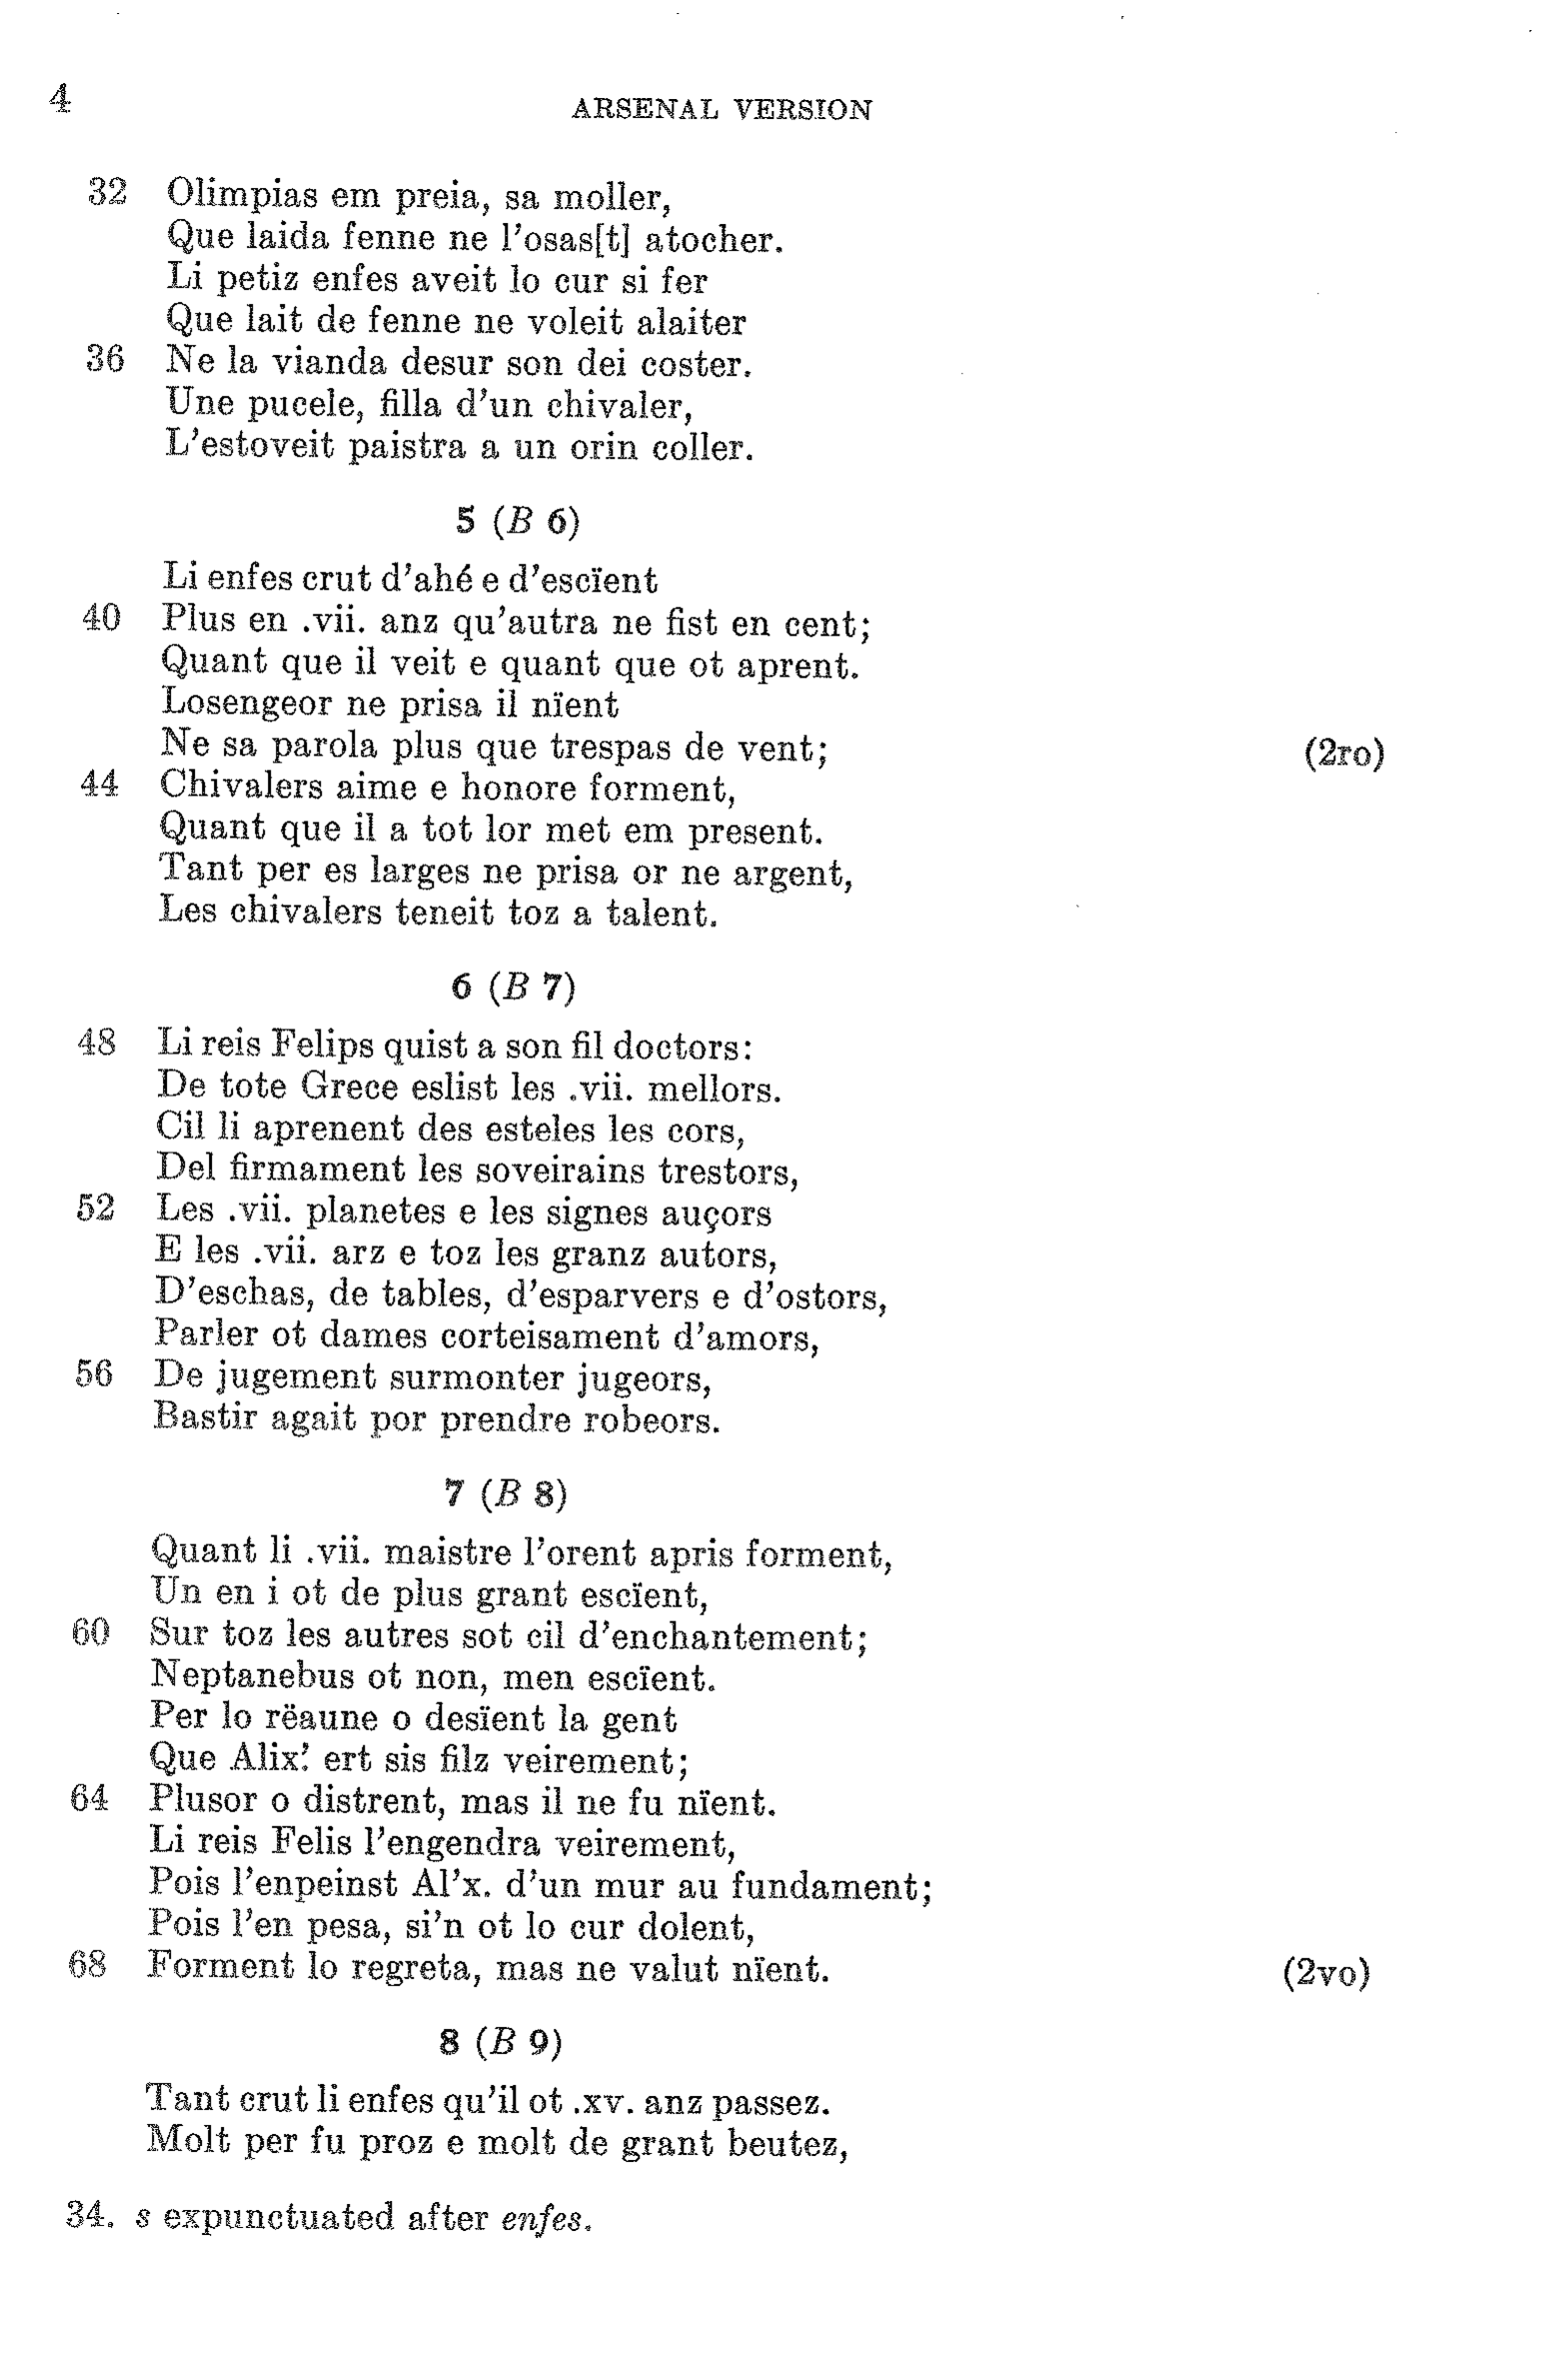 4
ARSENAL VERSION
32 Olimpias em preia, sa moller,
Que laida fenne ne l'osas[t] atocher.
Li petiz enfes aveit lo cur si fer
Que lait de fenne ne voleit alaiter
36 Ne la vianda desur son dei coster.
Une pucele, filla d'un chivaler,
L'estoveit paistra a un orin coller.
5 (B 6)
Li enfes crut d'ahé e d'escïent
40 Plus en .vii. anz qu'autra ne fist en cent;
Quant que il veit e quant que ot aprent.
Losengeor ne prisa il nïent
Ne sa parola plus que trespas de vent; (2ro)
44 Chivalers aime e honore forment,
Quant que il a tot lor met em present.
Tant per es larges ne prisa or ne argent,
Les chivalers teneit toz a talent.
6 (B 7)
48 Li reis Felips quist a son fil doctors:
De tote Grece eslist les .vii. mellors.
Cil li aprenent des esteles les cors,
Del firmament les soveirains trestors,
52 Les .vii. planetes e les signes auçors
E les .vii. arz e toz les granz autors,
D'eschas, de tables, d'esparvers e d'ostors,
Parler ot dames corteisament d'amors,
56 De jugement surmonter jugeors,
Bastir agait por prendre robeors.
7 (B 8)
Quant li .vii. maistre l'orent apris forment,
Un en i ot de plus grant escïent,
60 Sur toz les autres sot cil d'enchantement;
Neptanebus ot non, men escïent.
Per lo rëaune o desïent la gent
Que Alix.' ert sis filz veirement;
64 Plusor o distrent, mas il ne fu nïent.
Li reis Felis l'engendra veirement,
Pois l'enpeinst Al'x. d'un mur au fundament;
Pois l'en pesa, si'n ot lo cur dolent,
68 Forment lo regreta, mas ne valut nïent. (2vo)
8 (B 9)
Tant crut li enfes qu'il ot .xv. anz passez.
Molt per fu proz e molt de grant beutez,
34. s expunctuated after enfes.